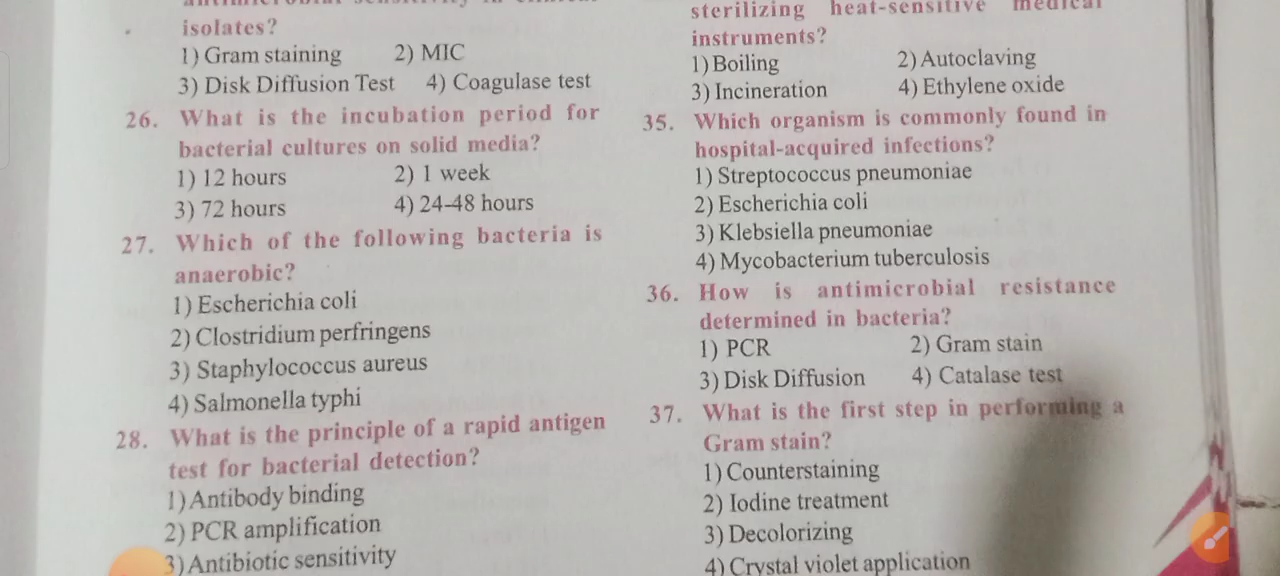 isolates?
1) Gram staining 2) MIC
3) Disk Diffusion Test 4) Coagulase test
26. What is the incubation period for
bacterial cultures on solid media?
1) 12 hours 2) 1 week
3) 72 hours 4) 24-48 hours
27. Which of the following bacteria is
anaerobic?
1) Escherichia coli
2) Clostridium perfringens
3) Staphylococcus aureus
4) Salmonella typhi
28. What is the principle of a rapid antigen
test for bacterial detection?
1) Antibody binding
2) PCR amplification
3) Antibiotic sensitivity
sterilizing heat-sensitive medical
instruments?
1) Boiling 2) Autoclaving
3) Incineration 4) Ethylene oxide
35. Which organism is commonly found in
hospital-acquired infections?
1) Streptococcus pneumoniae
2) Escherichia coli
3) Klebsiella pneumoniae
4) Mycobacterium tuberculosis
36. How is antimicrobial resistance
determined in bacteria?
1) PCR 2) Gram stain
3) Disk Diffusion 4) Catalase test
37. What is the first step in performing a
Gram stain?
1) Counterstaining
2) Iodine treatment
3) Decolorizing
4) Crystal violet application